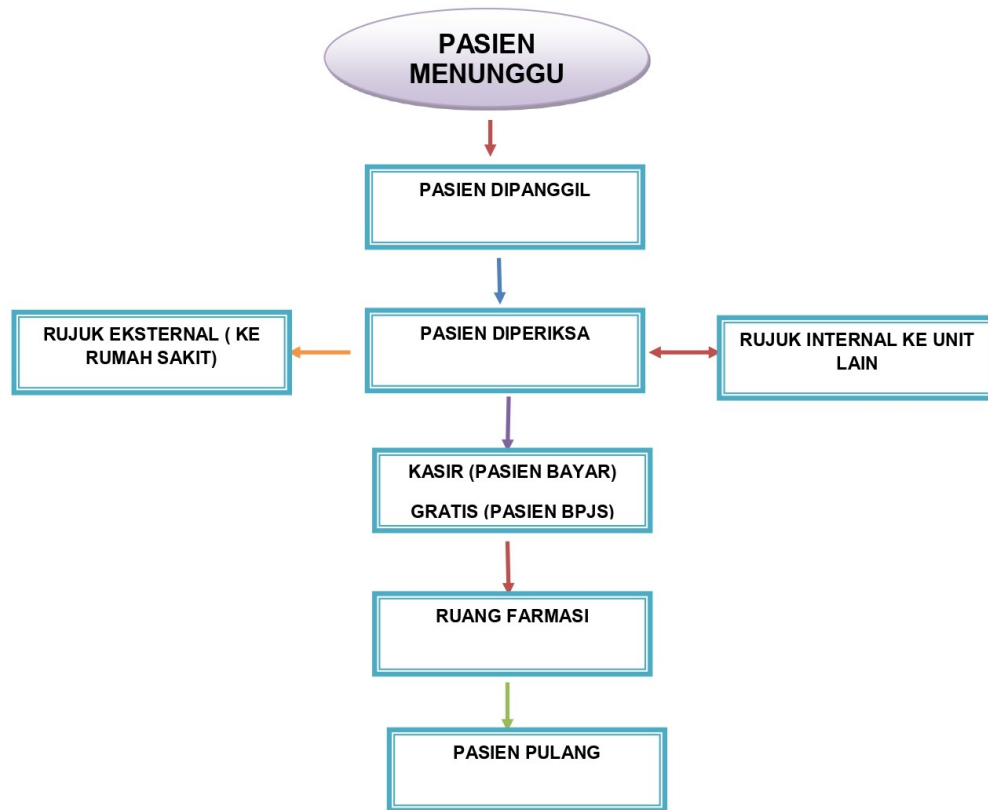 PASIEN
MENUNGGU
PASIEN DIPANGGIL
RUJUK EKSTERNAL ( KE
RUMAH SAKIT)
PASIEN DIPERIKSA
RUJUK INTERNAL KE UNIT
LAIN
KASIR (PASIEN BAYAR)
GRATIS (PASIEN BPJS)
RUANG FARMASI
PASIEN PULANG